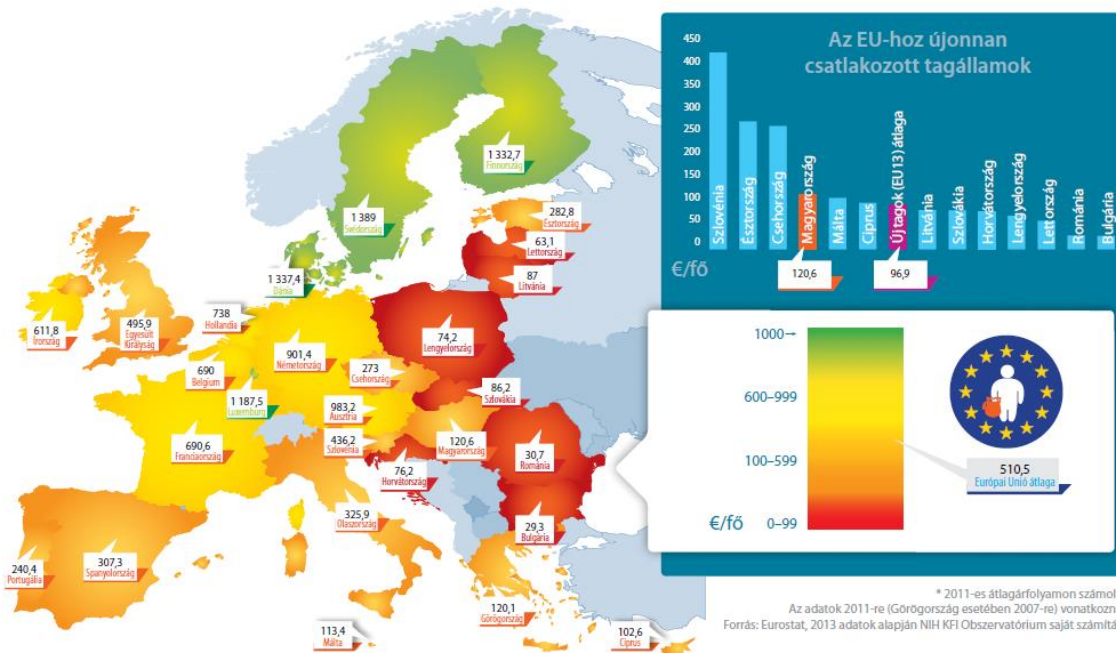 1 332,7
Finnország
1 389
Svédország
282,8
Észtország
63,1
Lettország
87
Litvánia
1 337,4
Dánia
738
Hollandia
611,8
Írország
495,9
Egyesült
Királyság
74,2
Lengyelország
901,4
Németország
690
Belgium
273
Csehország
86,2
Szlovákia
1 187,5
Luxemburg
983,2
Ausztria
690,6
Franciaország
436,2
Szlovénia
120,6
Magyarország
30,7
Románia
76,2
Horvátország
325,9
Olaszország
29,3
Bulgária
240,4
Portugália
307,3
Spanyolország
120,1
Görögország
113,4
Málta
102,6
Ciprus
Az EU-hoz újonnan
csatlakozott tagállamok
450
400
350
300
250
200
150
100
50
0
€/fő
Szlovénia
Észtország
Csehország
Magyarország
Málta
Ciprus
Új tagok (EU13) átlaga
Litvánia
Szlovákia
Horvátország
Lengyelország
Lettország
Románia
Bulgária
120,6
96,9
1000→
600–999
100–599
€/fő 0–99
510,5
Európai Unió átlaga
* 2011-es átlagárfolyamon számol
Az adatok 2011-re (Görögország esetében 2007-re) vonatkozn
Forrás: Eurostat, 2013 adatok alapján NIH KFI Obszervatórium saját számítá